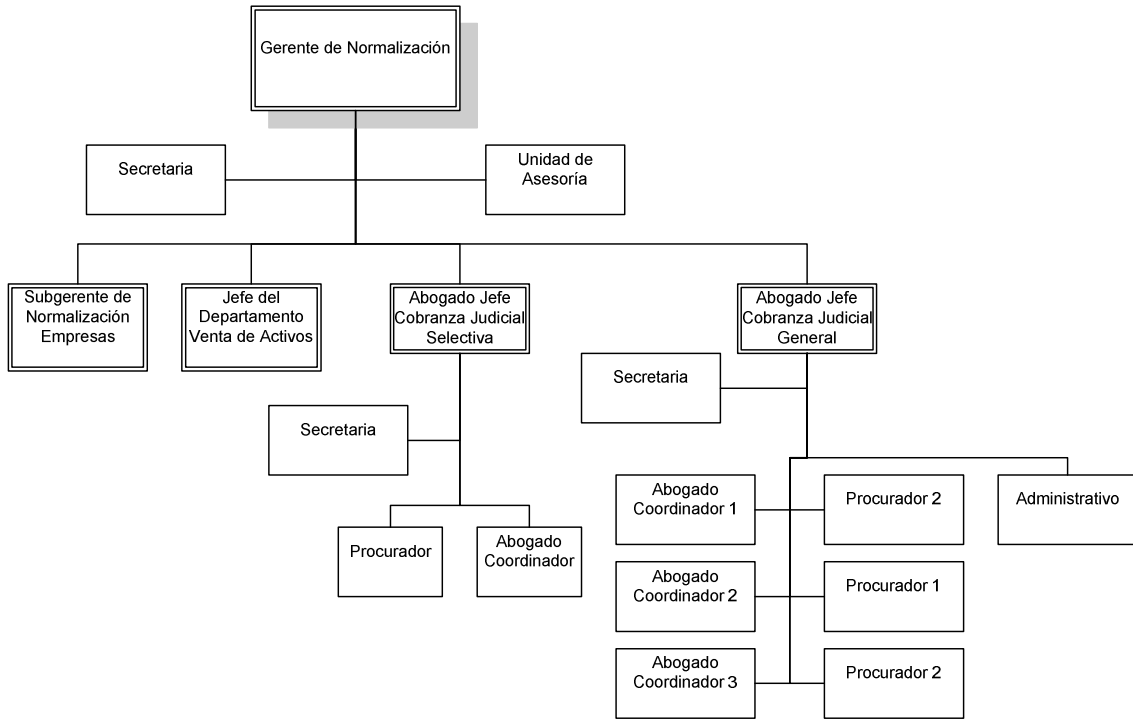 Gerente de Normalización
Secretaria
Unidad de
Asesoría
Subgerente de
Normalización
Empresas
Jefe del
Departamento
Venta de Activos
Abogado Jefe
Cobranza Judicial
Selectiva
Abogado Jefe
Cobranza Judicial
General
Secretaria
Secretaria
Procurador
Abogado
Coordinador
Abogado
Coordinador 1
Procurador 2
Administrativo
Abogado
Coordinador 2
Procurador 1
Abogado
Coordinador 3
Procurador 2